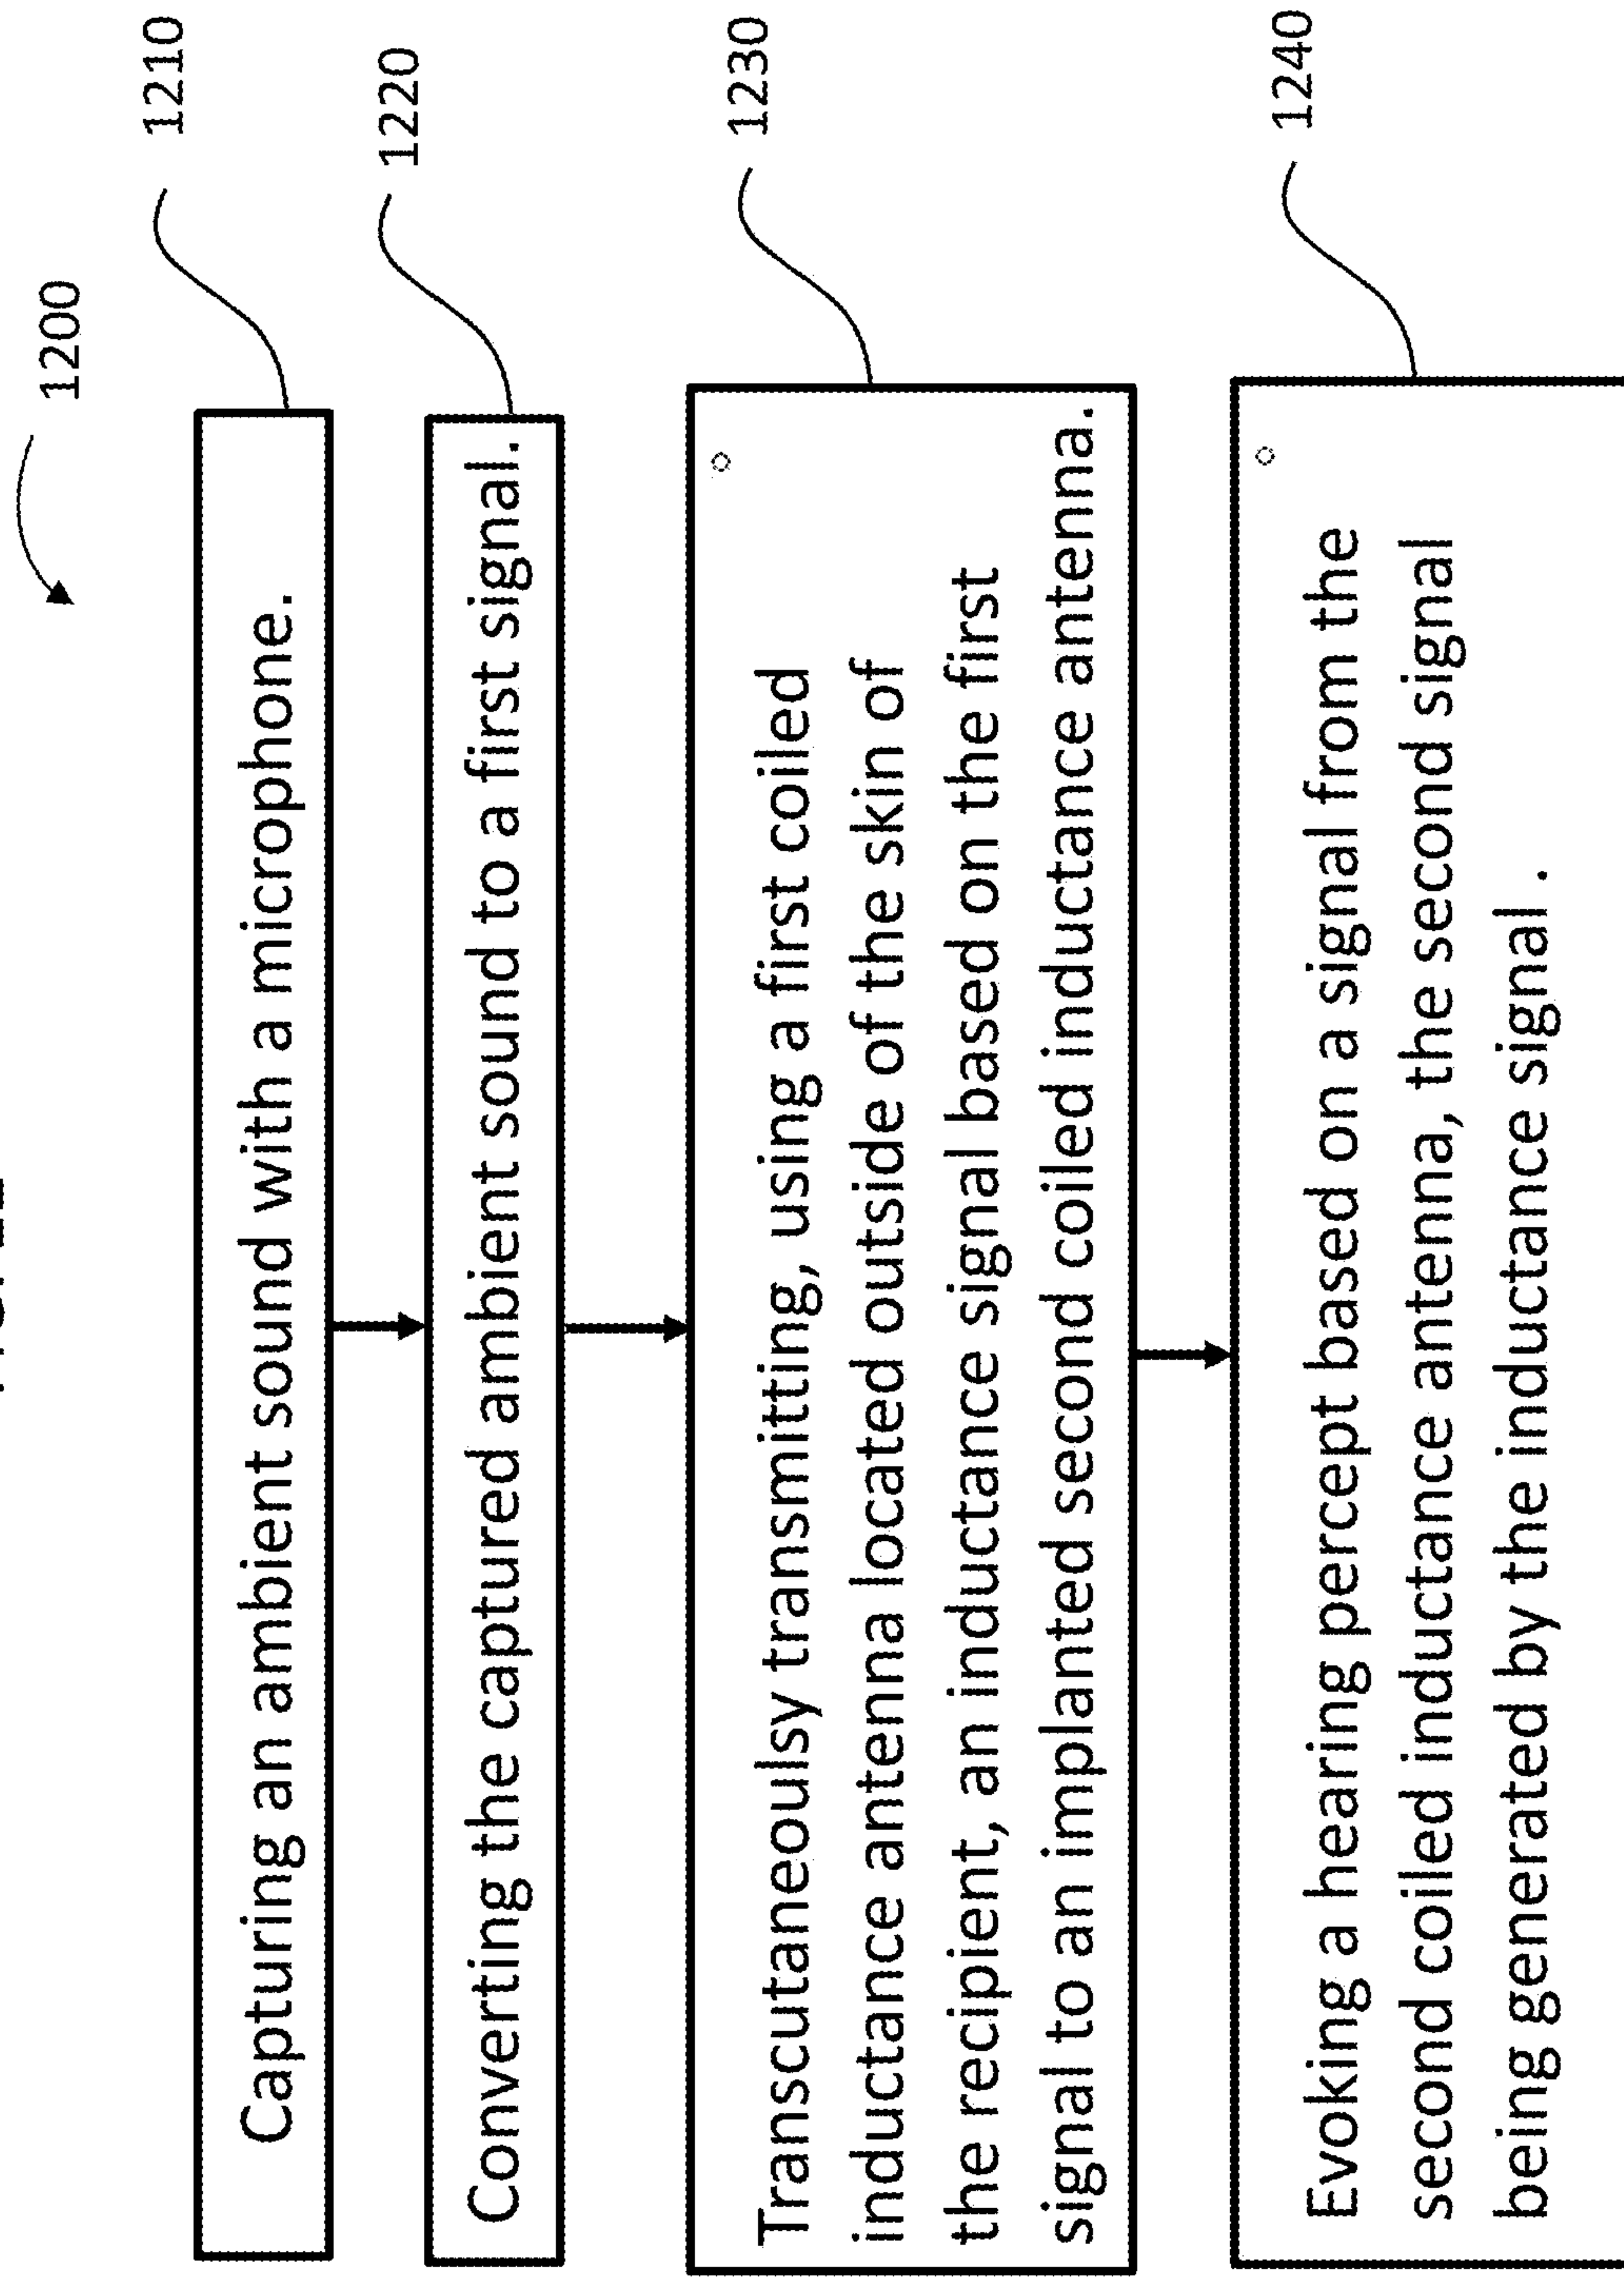 1200
Capturing an ambient sound with a microphone.
1210
Converting the captured ambient sound to a first signal.
1220
Transcutaneoulsy transmitting, using a first coiled
inductance antenna located outside of the skin of
the recipient, an inductance signal based on the first
signal to an implanted second coiled inductance antenna.
1230
Evoking a hearing percept based on a signal from the
second coiled inductance antenna, the second signal
being generated by the inductance signal .
1240